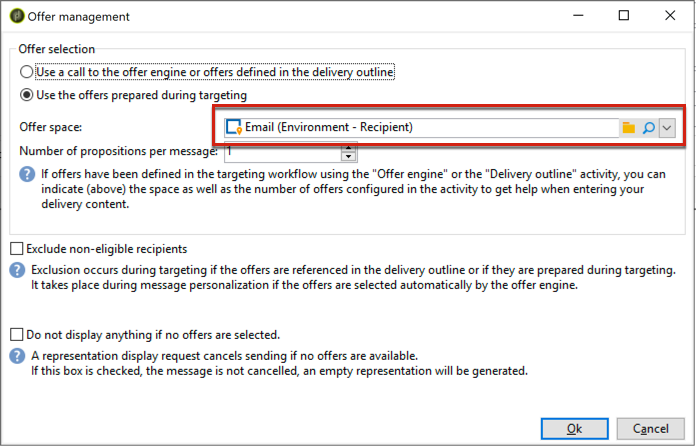 Offer management
Offer selection
Use a call to the offer engine or offers defined in the delivery outline
Use the offers prepared during targeting
Offer space:
Email (Environment - Recipient)
Number of propositions per message:
1
If offers have been defined in the targeting workflow using the "Offer engine" or the "Delivery outline" activity, you can
indicate (above) the space as well as the number of offers configured in the activity to get help when entering your
delivery content.
Exclude non-eligible recipients
Exclusion occurs during targeting if the offers are referenced in the delivery outline or if they are prepared during targeting.
It takes place during message personalization if the offers are selected automatically by the offer engine.
Do not display anything if no offers are selected.
A representation display request cancels sending if no offers are available.
If this box is checked, the message is not cancelled, an empty representation will be generated.
Ok
Cancel